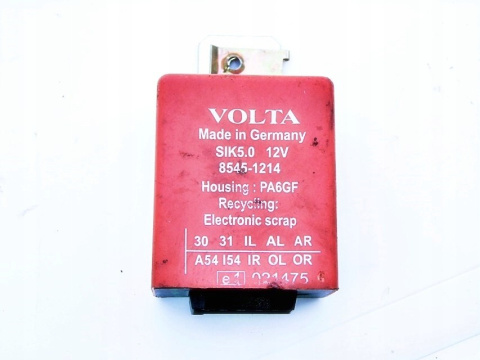 VOLTA
Made in Germany
SIK5.0 12V
8545-1214
Housing : PA6GF
Recycling:
Electronic scrap
30 31 IL AL AR
A54 I54 IR OL OR
e1 021475